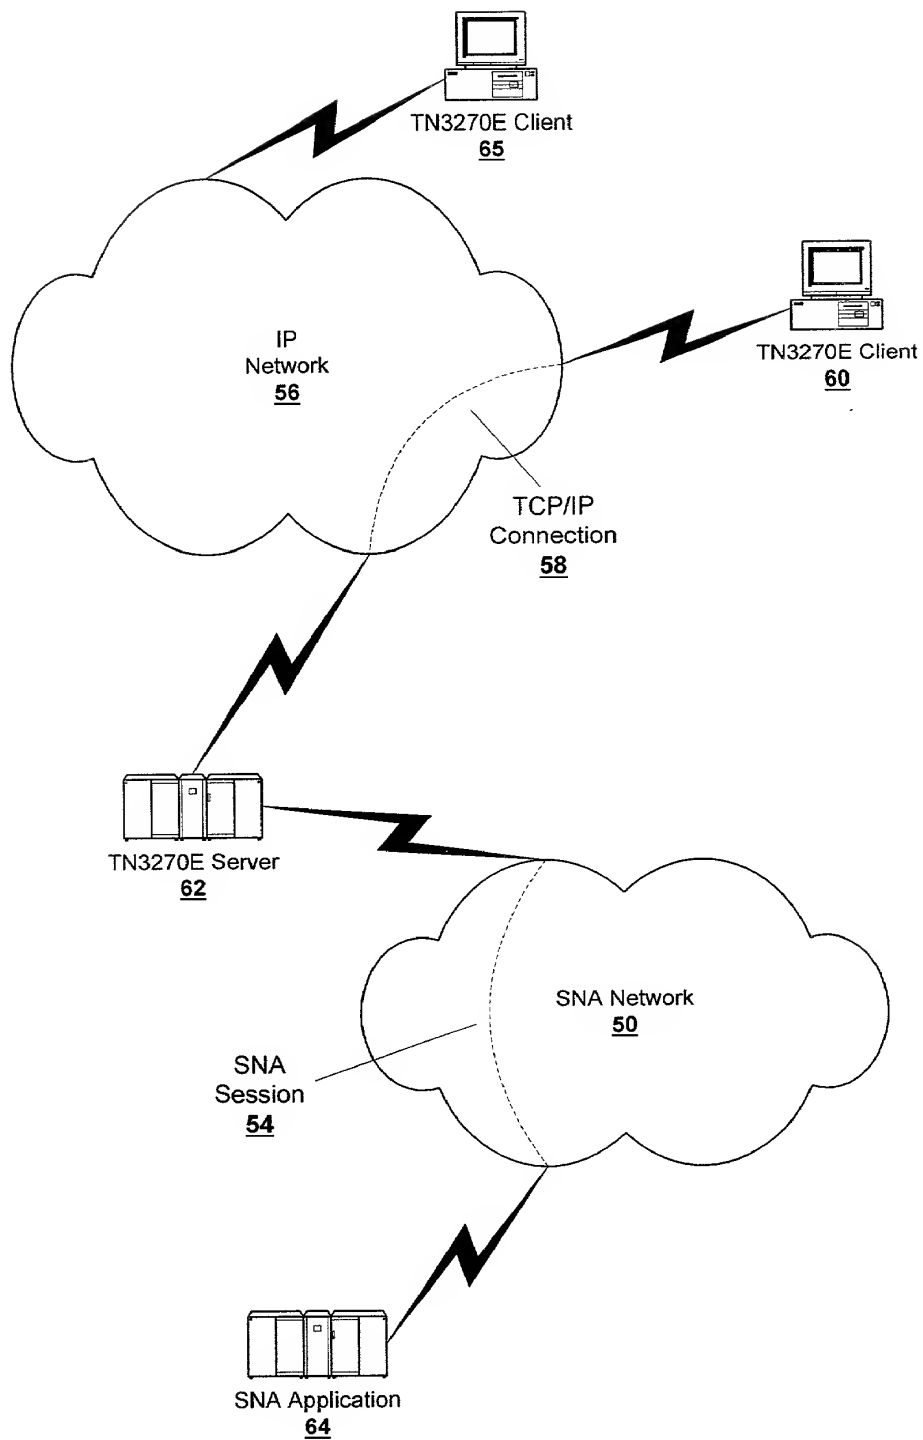 TN3270E Client
65
TN3270E Client
60
IP
Network
56
TCP/IP
Connection
58
TN3270E Server
62
SNA Network
50
SNA
Session
54
SNA Application
64